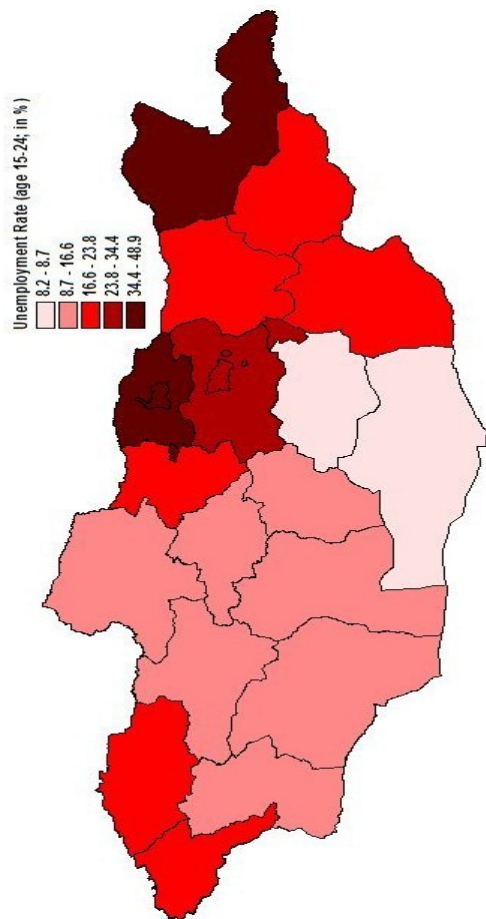 Unemployment Rate (age 15-24; in %)
8.2 - 8.7
8.7 - 16.6
16.6 - 23.8
23.8 - 34.4
34.4 - 48.9